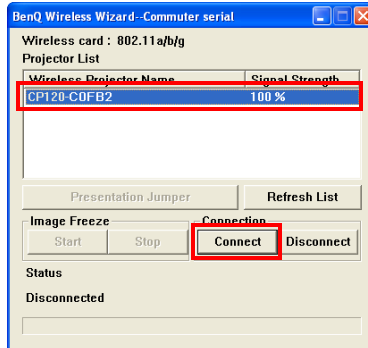 BenQ Wireless Wizard--Commuter serial
Wireless card : 802.11a/b/g
Projector List
Wireless Projector Name Signal Strength
CP120-C0FB2 100 %
Presentation Jumper Refresh List
Image Freeze Connection
Start Stop Connect Disconnect
Status
Disconnected